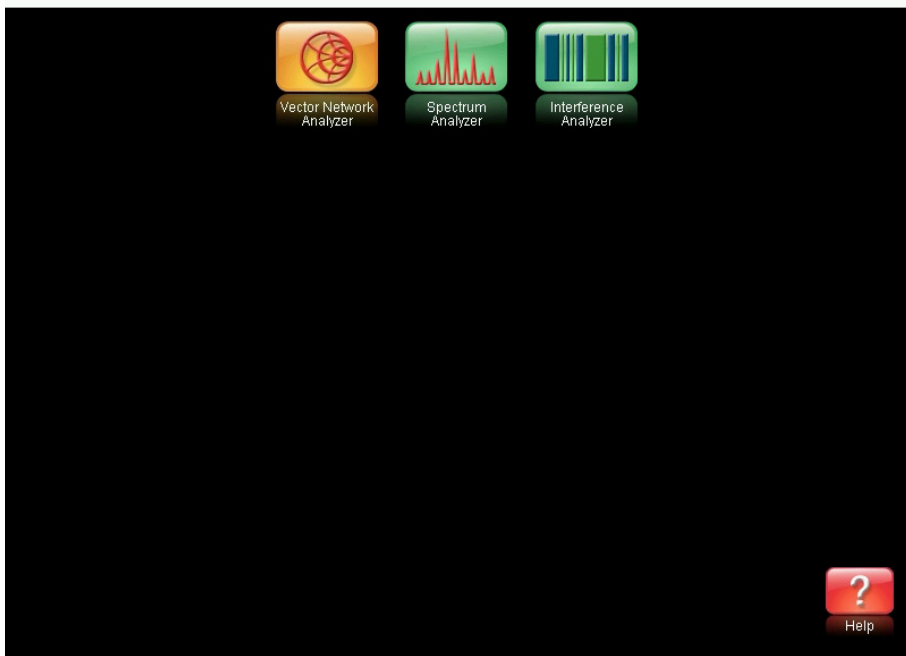 Vector Network
Analyzer
Spectrum
Analyzer
Interference
Analyzer
?
Help